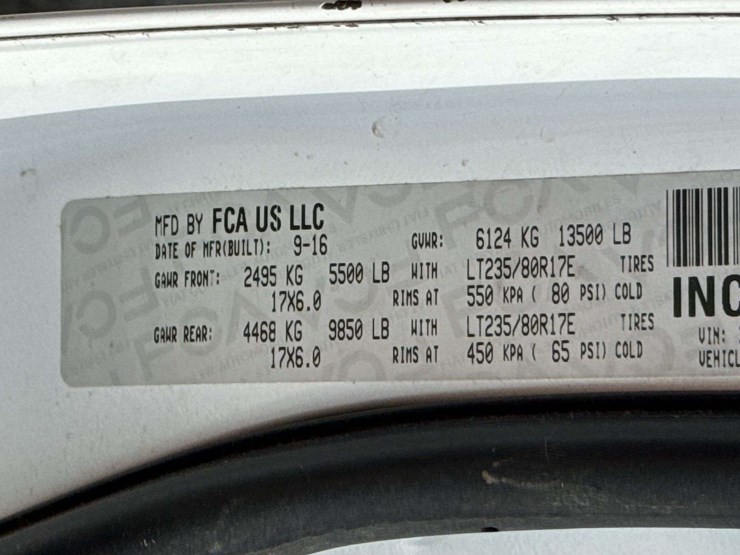 MFD BY FCA US LLC
DATE OF MFR(BUILT): 9-16 GVWR: 6124 KG 13500 LB
GAWR FRONT: 2495 KG 5500 LB WITH LT235/80R17E TIRES
17X6.0 RIMS AT 550 KPA ( 80 PSI) COLD
GAWR REAR: 4468 KG 9850 LB WITH LT235/80R17E TIRES
17X6.0 RIMS AT 450 KPA ( 65 PSI) COLD
INC
VIN:
VEHICL